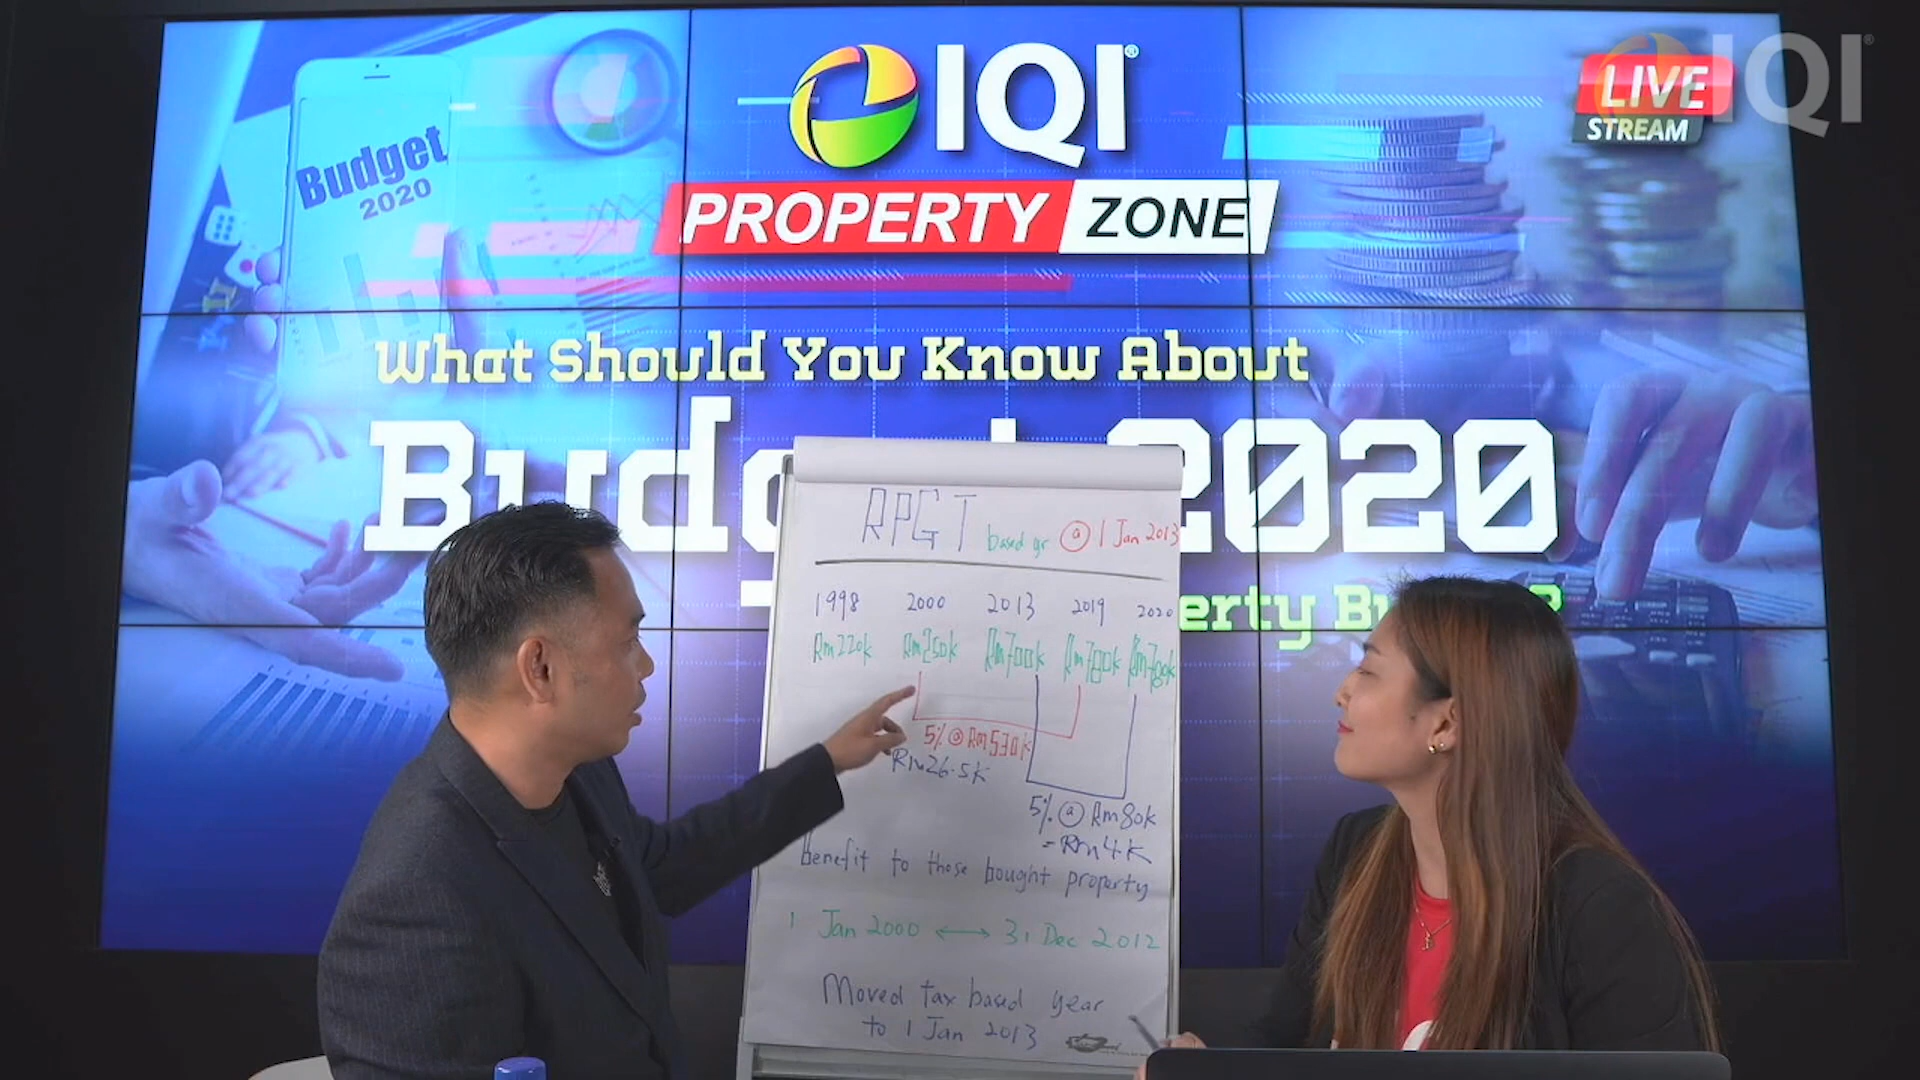 IQI®
IQI®
LIVE
STREAM
Budget
2020
PROPERTY ZONE
What Should You Know About
2020
erty
RPGT based yr @ 1 Jan 2013
1998 2000 2013 2019 2020
Rm220k Rm250k Rm700k Rm780k Rm780k
5% @ Rm530k
Rm26.5k
5% @ Rm80k
= Rm4k
benefit to those bought property
1 Jan 2000 ⟷ 31 Dec 2012
Moved tax based year
to 1 Jan 2013